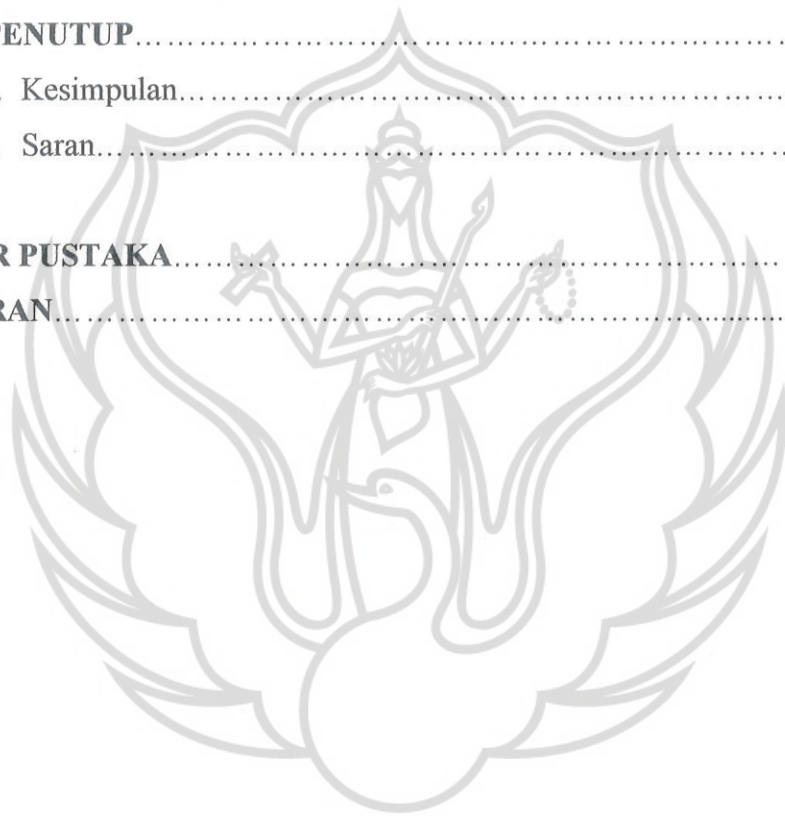 PENUTUP……………………………………………………
. Kesimpulan……………………………………………………
Saran……………………………………………………
R PUSTAKA……………………………………………………
RAN……………………………………………………